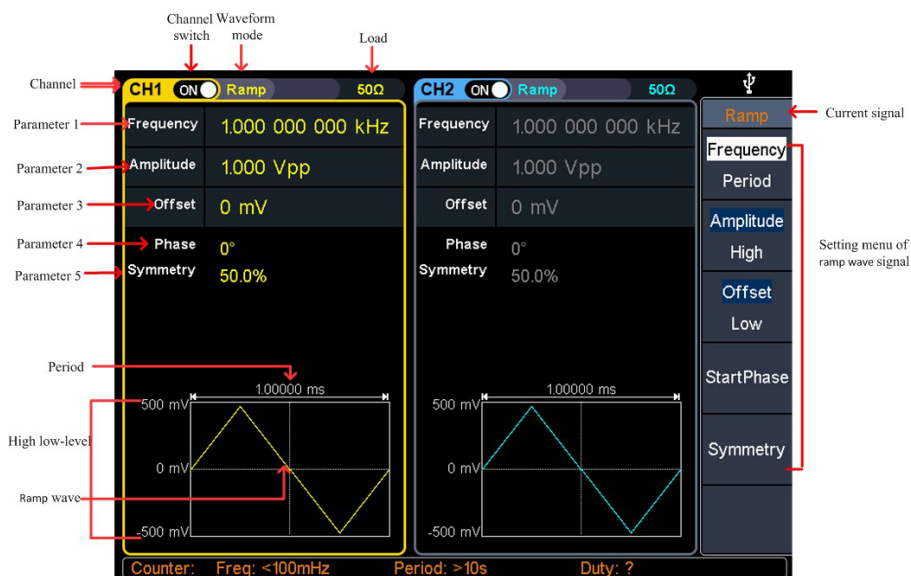 Channel switch
Waveform mode
Load
Channel
CH1 ON Ramp 50Ω
CH2 ON Ramp 50Ω
Ramp
Current signal
Parameter 1
Frequency 1.000 000 000 kHz
Frequency 1.000 000 000 kHz
Frequency
Period
Parameter 2
Amplitude 1.000 Vpp
Amplitude 1.000 Vpp
Amplitude
High
Parameter 3
Offset 0 mV
Offset 0 mV
Offset
Low
Parameter 4
Phase 0°
Phase 0°
Parameter 5
Symmetry 50.0%
Symmetry 50.0%
Setting menu of
ramp wave signal
StartPhase
Symmetry
Period
1.00000 ms
1.00000 ms
High low-level
500 mV
0 mV
-500 mV
500 mV
0 mV
-500 mV
Ramp wave
Counter: Freq: <100mHz Period: >10s Duty: ?